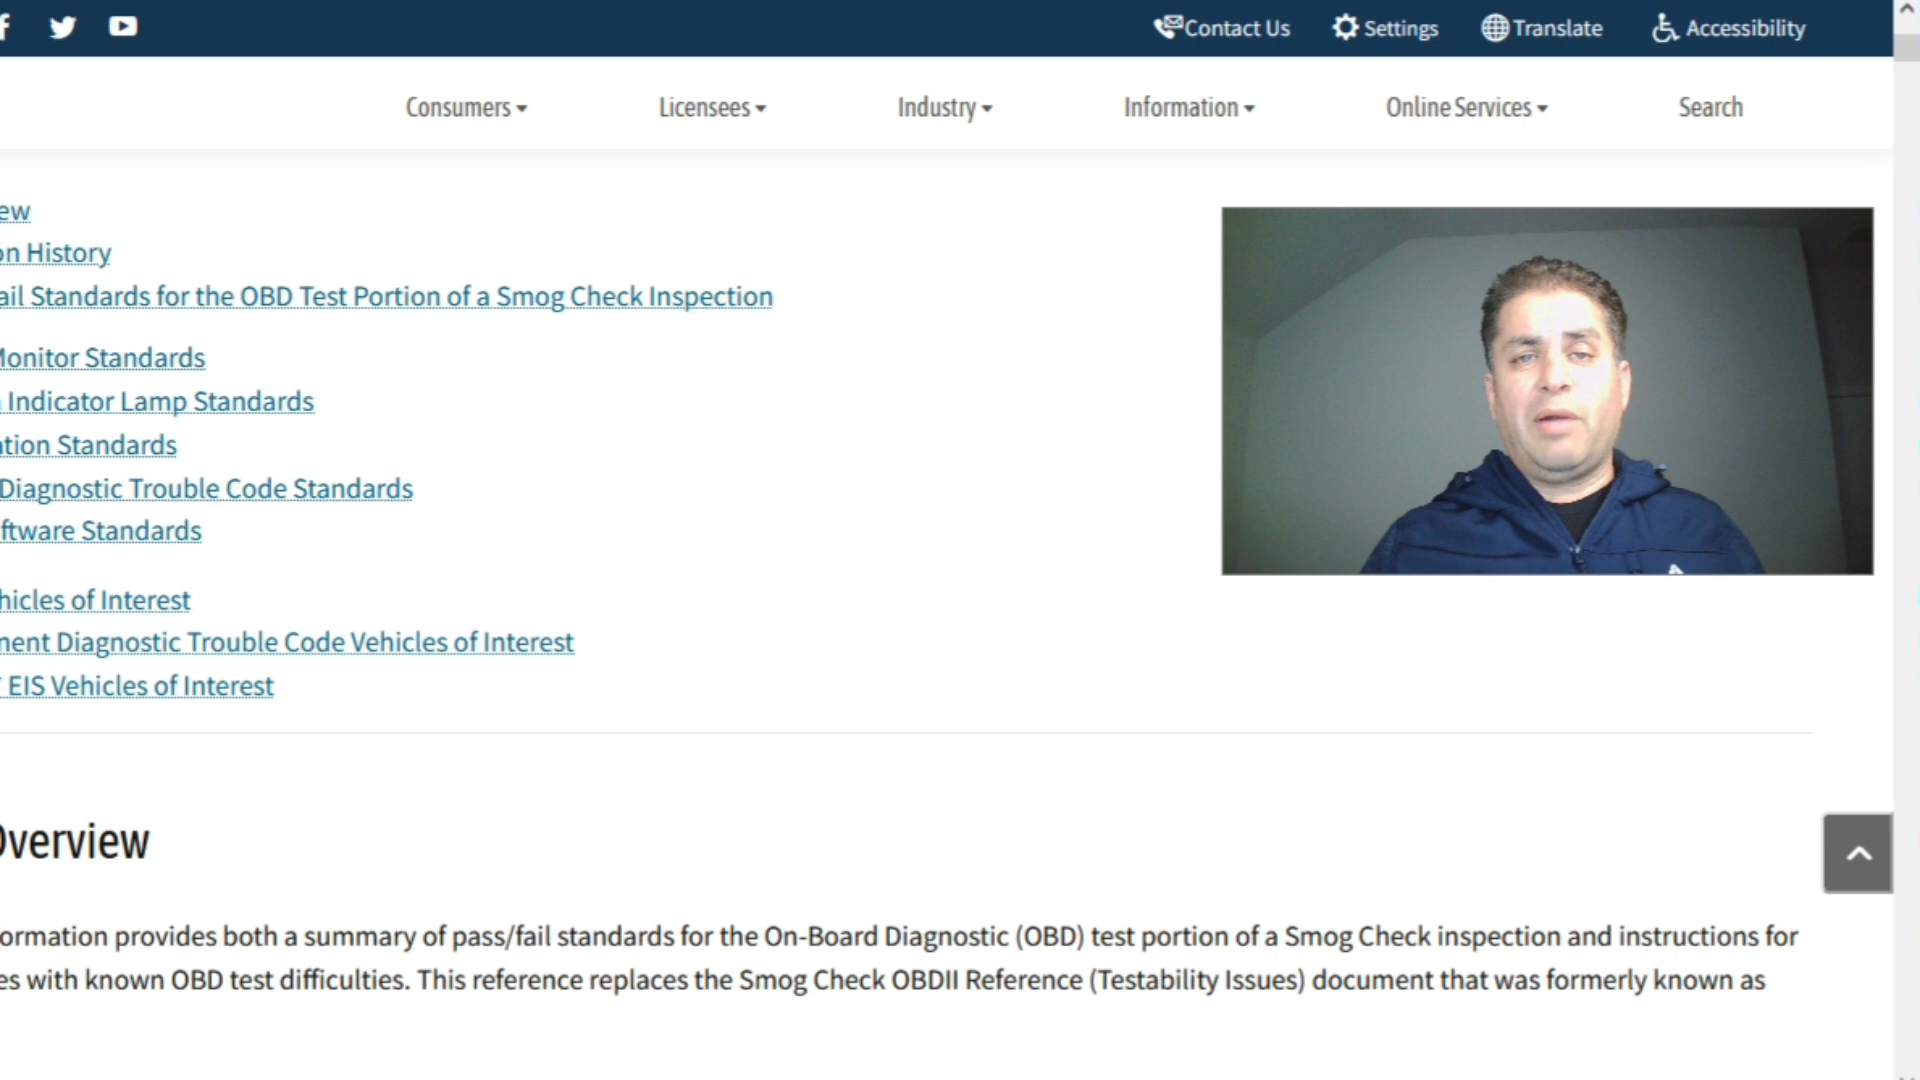 Contact Us Settings Translate Accessibility
Consumers Licensees Industry Information Online Services Search
ew
on History
ail Standards for the OBD Test Portion of a Smog Check Inspection
Monitor Standards
Indicator Lamp Standards
ation Standards
Diagnostic Trouble Code Standards
ftware Standards
hicles of Interest
nent Diagnostic Trouble Code Vehicles of Interest
EIS Vehicles of Interest
Overview
ormation provides both a summary of pass/fail standards for the On-Board Diagnostic (OBD) test portion of a Smog Check inspection and instructions for
es with known OBD test difficulties. This reference replaces the Smog Check OBDII Reference (Testability Issues) document that was formerly known as